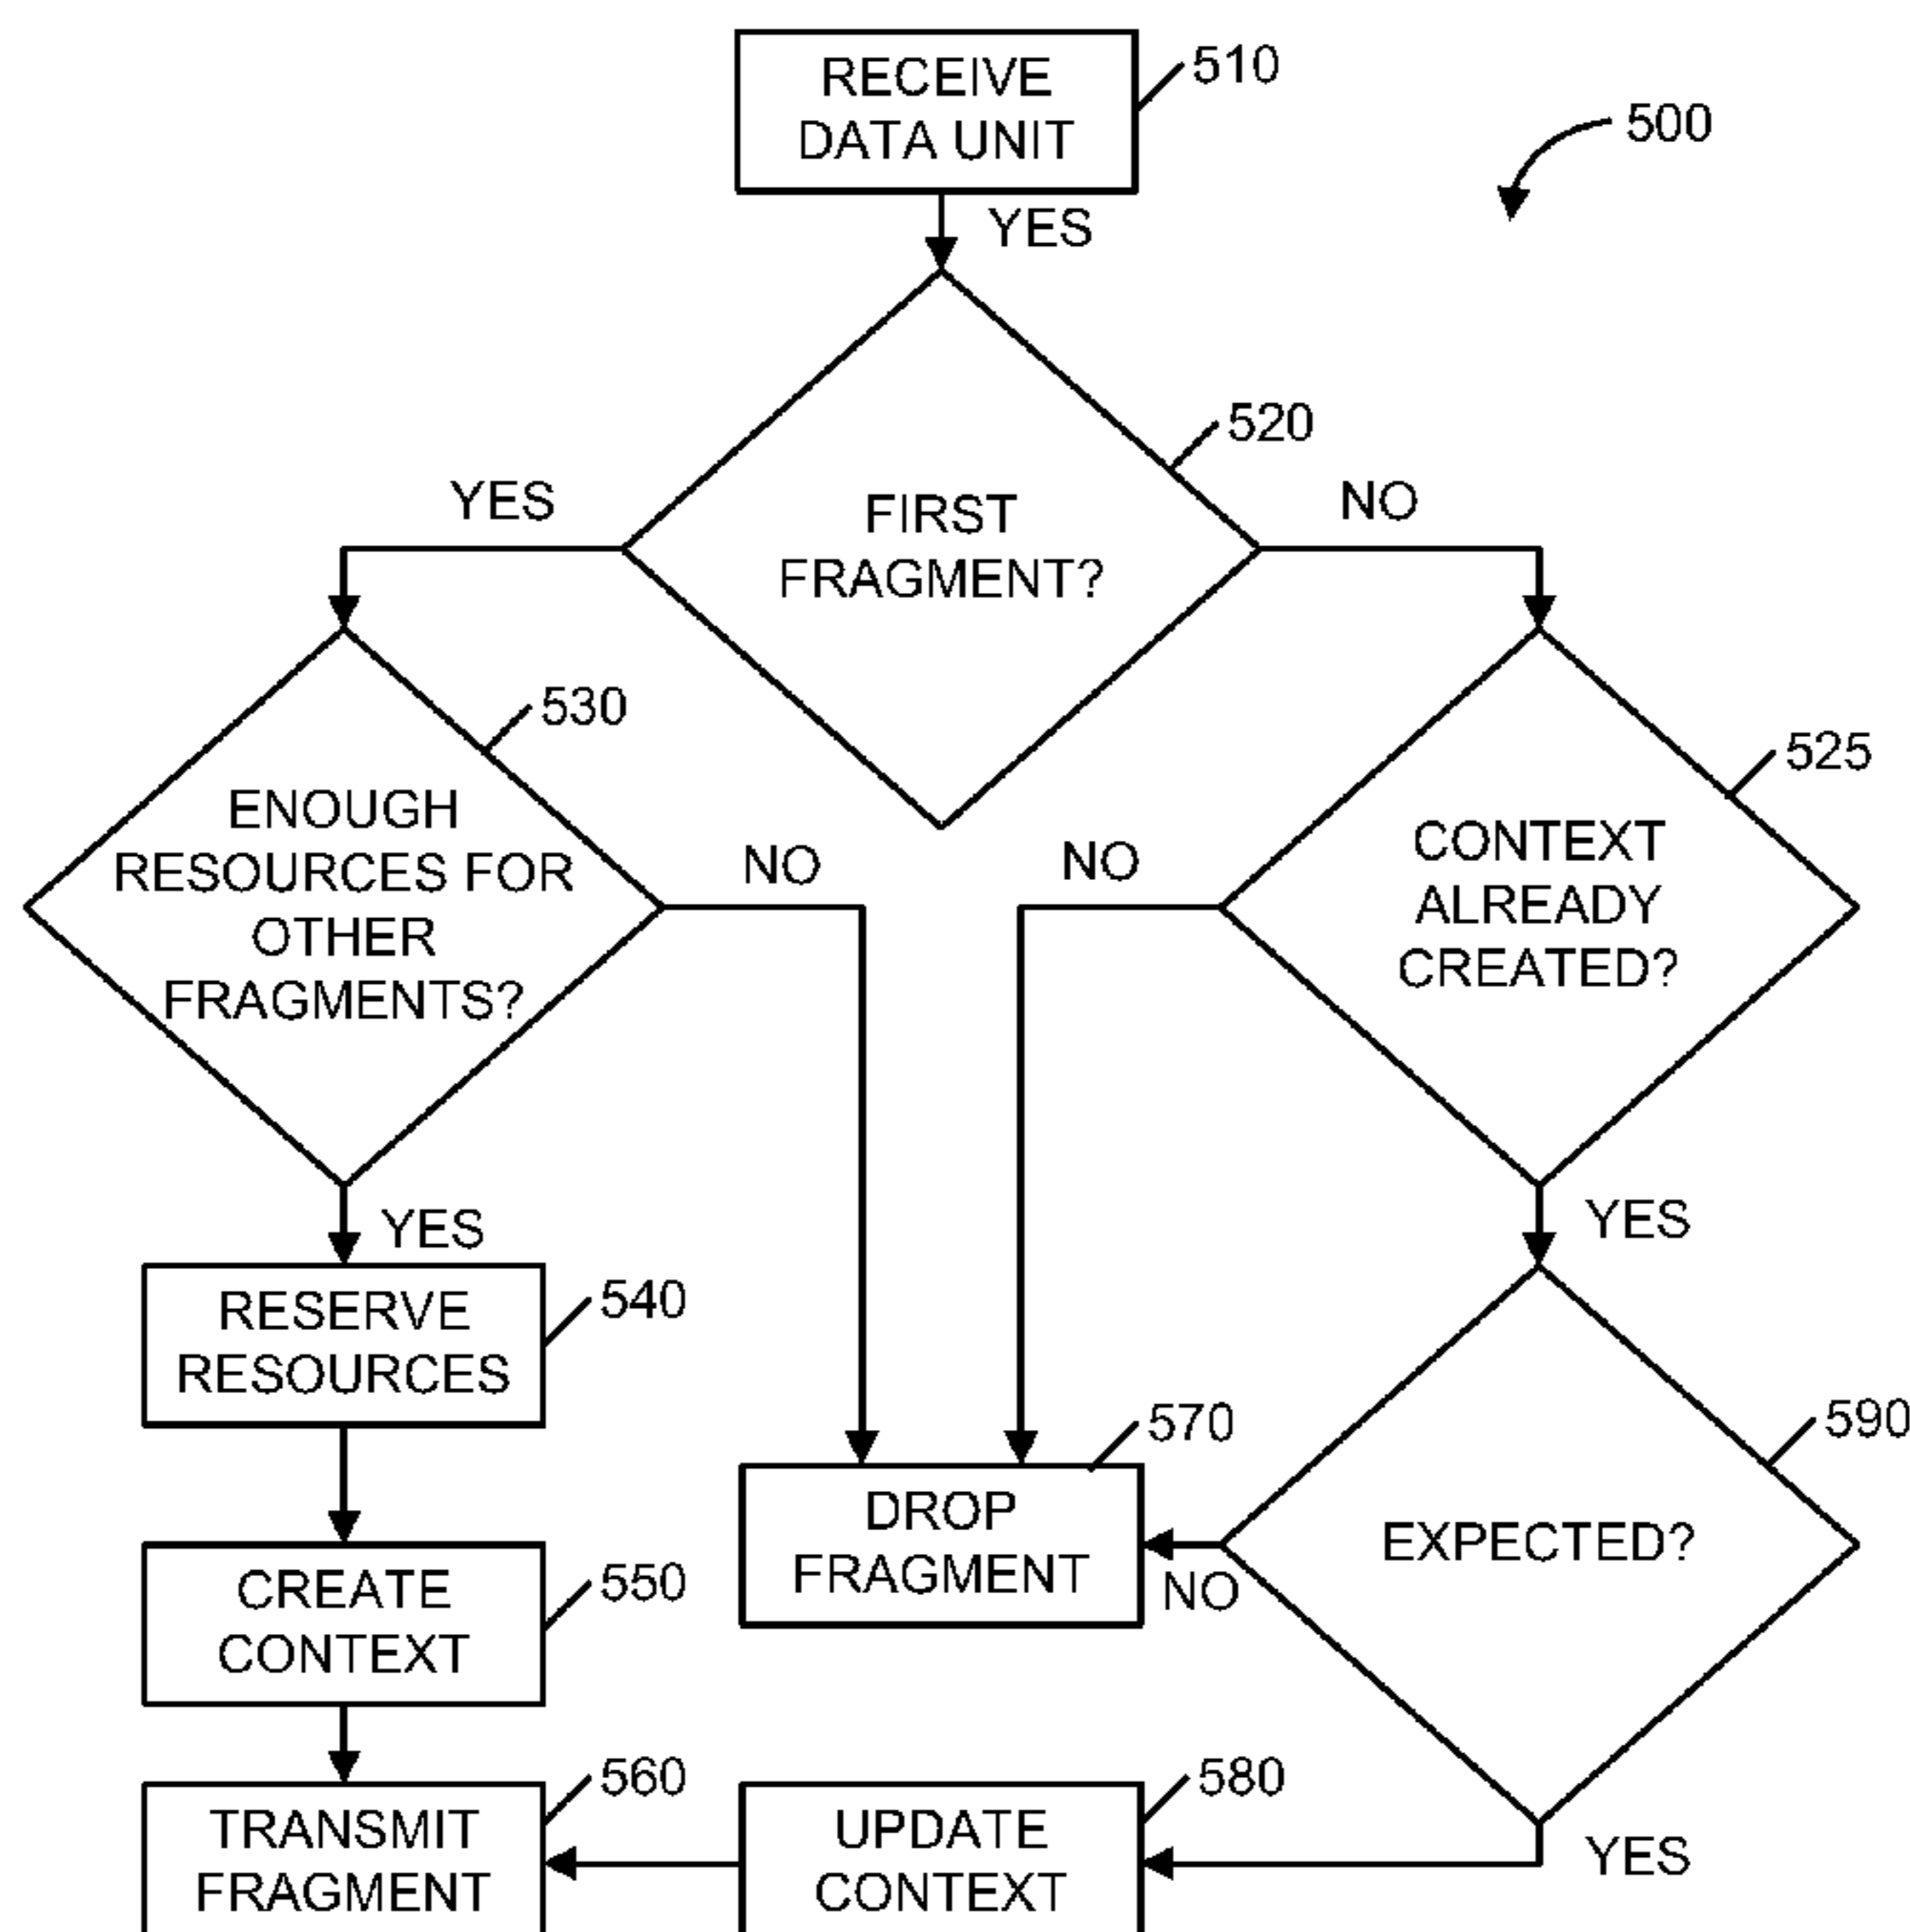 RECEIVE
DATA UNIT
510
500
YES
520
YES
FIRST
FRAGMENT?
NO
530
525
ENOUGH
RESOURCES FOR
OTHER
FRAGMENTS?
NO
NO
CONTEXT
ALREADY
CREATED?
YES
YES
RESERVE
RESOURCES
540
570
590
DROP
FRAGMENT
NO
EXPECTED?
CREATE
CONTEXT
550
560
580
TRANSMIT
FRAGMENT
UPDATE
CONTEXT
YES